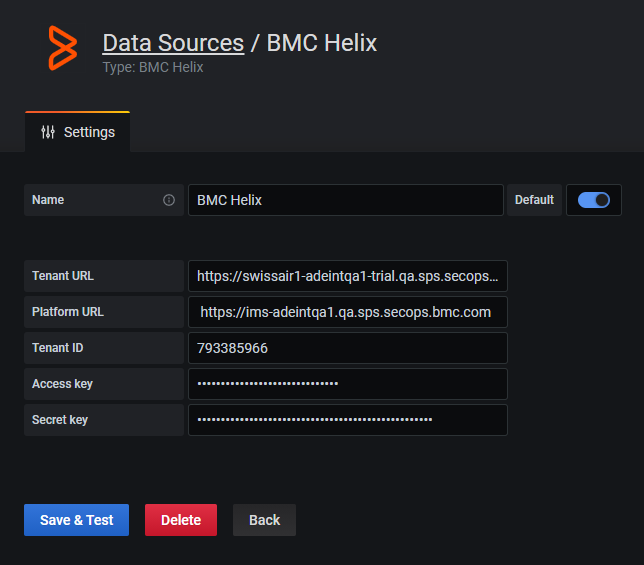 Data Sources / BMC Helix
Type: BMC Helix
Settings
Name BMC Helix Default
Tenant URL https://swissair1-adeintqa1-trial.qa.sps.secops...
Platform URL https://ims-adeintqa1.qa.sps.secops.bmc.com
Tenant ID 793385966
Access key ••••••••••••••••••••••••••••••
Secret key ••••••••••••••••••••••••••••••••••••••••••••••••••
Save & Test Delete Back